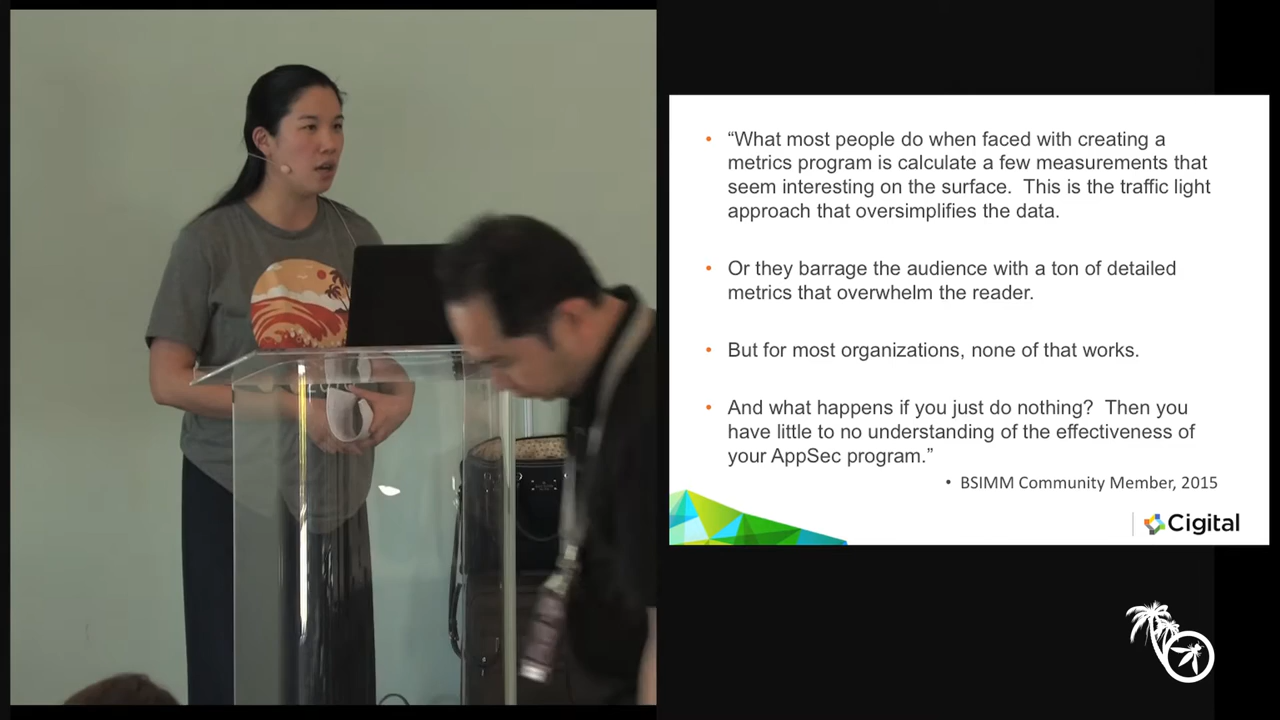 “What most people do when faced with creating a
metrics program is calculate a few measurements that
seem interesting on the surface.  This is the traffic light
approach that oversimplifies the data.
Or they barrage the audience with a ton of detailed
metrics that overwhelm the reader.
But for most organizations, none of that works.
And what happens if you just do nothing?  Then you
have little to no understanding of the effectiveness of
your AppSec program.”
BSIMM Community Member, 2015
Cigital